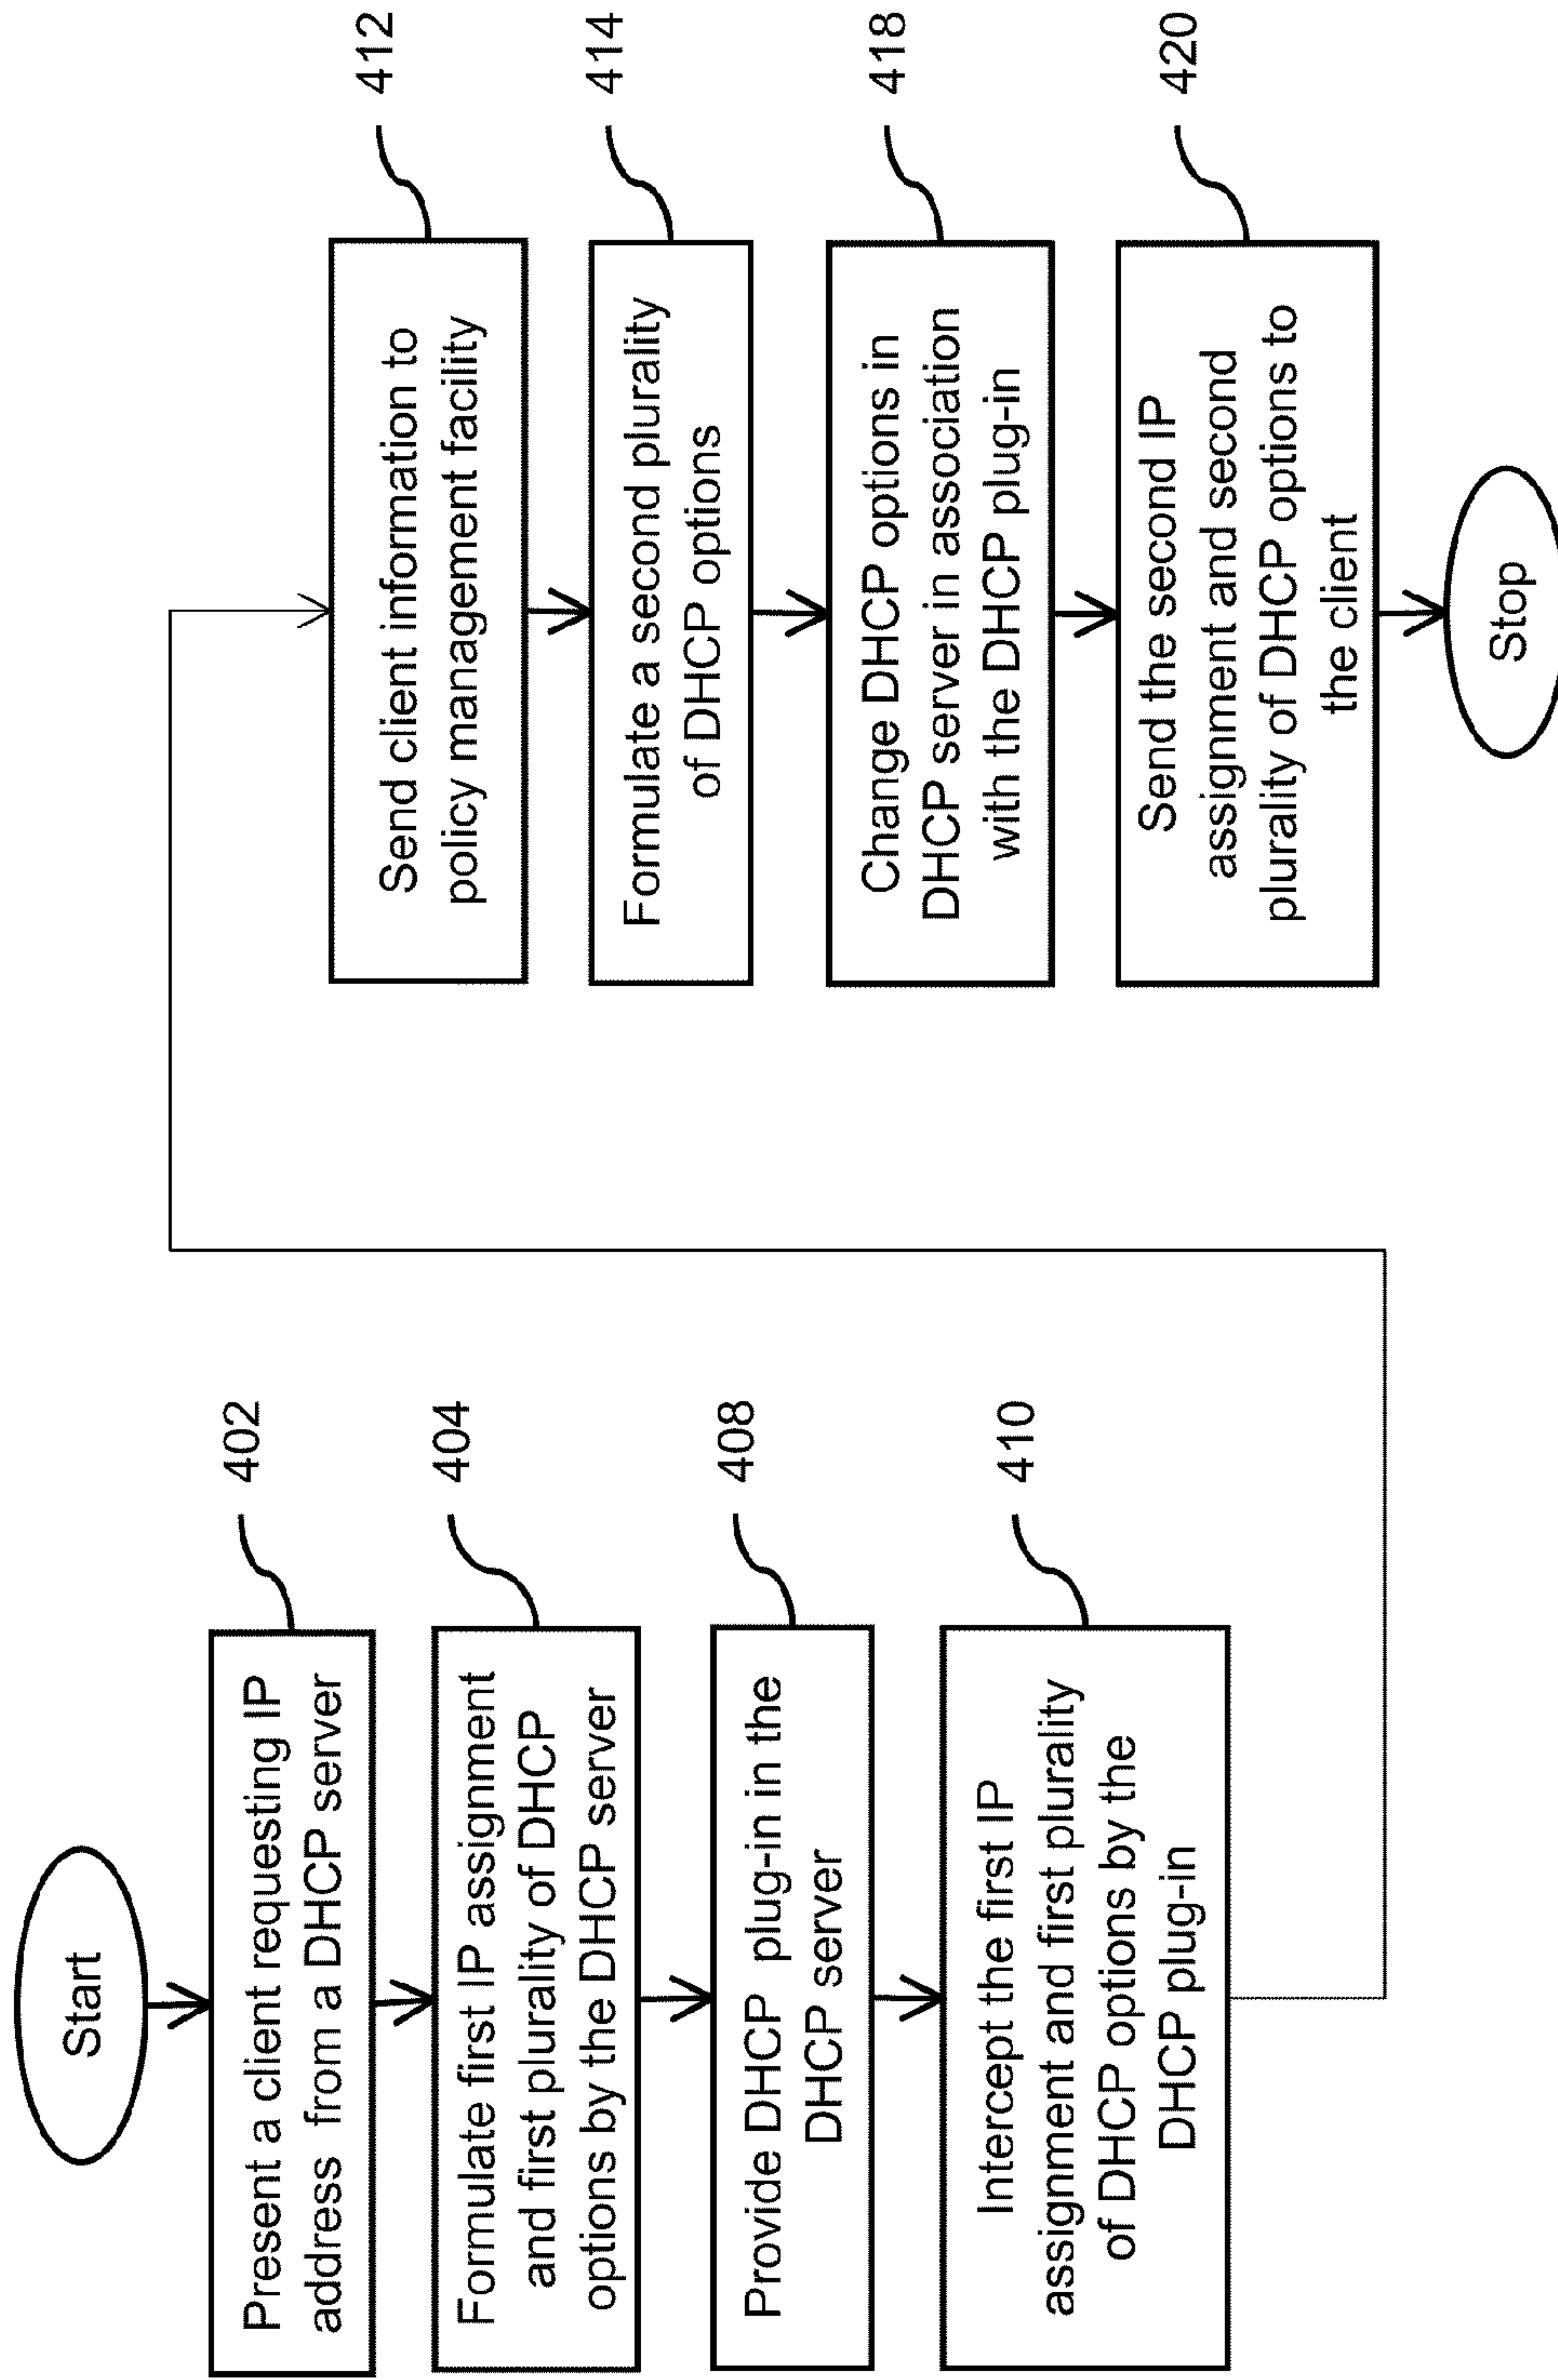 Start
Present a client requesting IP
address from a DHCP server
402
Formulate first IP assignment
and first plurality of DHCP
options by the DHCP server
404
Provide DHCP plug-in in the
DHCP server
408
Intercept the first IP
assignment and first plurality
of DHCP options by the
DHCP plug-in
410
Send client information to
policy management facility
412
Formulate a second plurality
of DHCP options
414
Change DHCP options in
DHCP server in association
with the DHCP plug-in
418
Send the second IP
assignment and second
plurality of DHCP options to
the client
420
Stop